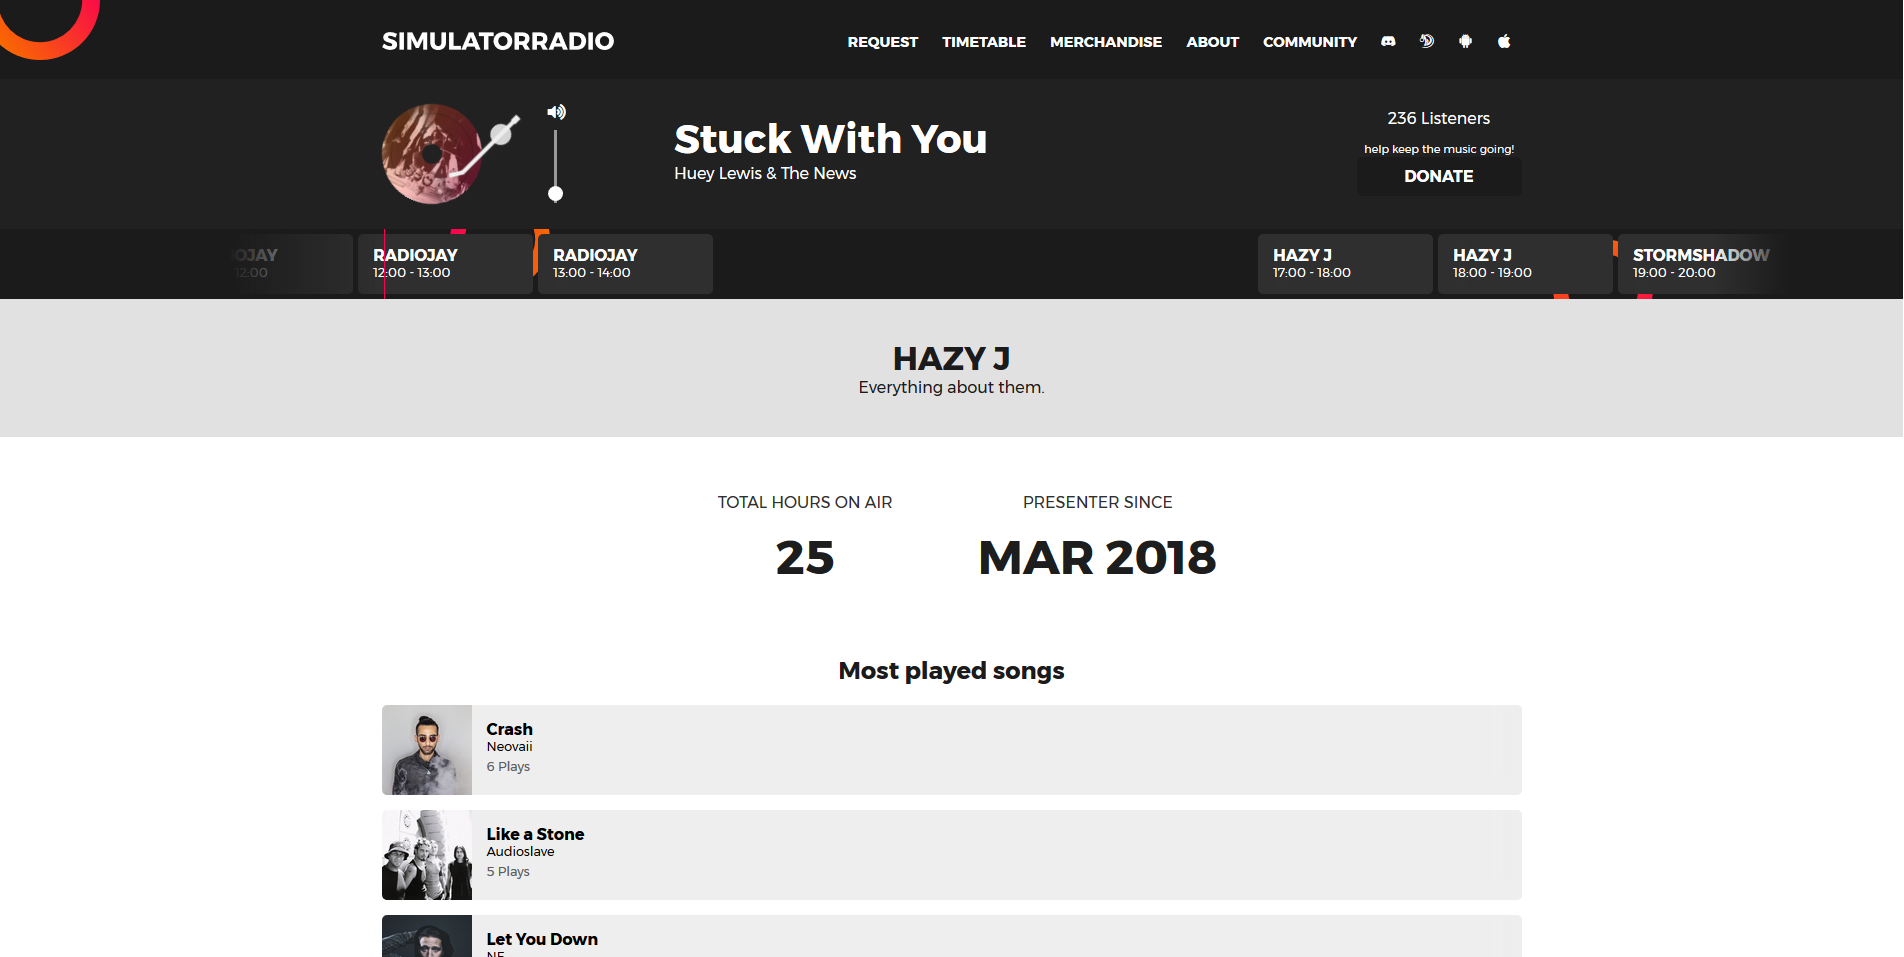 SIMULATORRADIO
REQUEST TIMETABLE MERCHANDISE ABOUT COMMUNITY
Stuck With You
Huey Lewis & The News
236 Listeners
help keep the music going!
DONATE
OJAY
12:00
RADIOJAY
12:00 - 13:00
RADIOJAY
13:00 - 14:00
HAZY J
17:00 - 18:00
HAZY J
18:00 - 19:00
STORMSHADOW
19:00 - 20:00
HAZY J
Everything about them.
TOTAL HOURS ON AIR
25
PRESENTER SINCE
MAR 2018
Most played songs
Crash
Neovaii
6 Plays
Like a Stone
Audioslave
5 Plays
Let You Down
NF